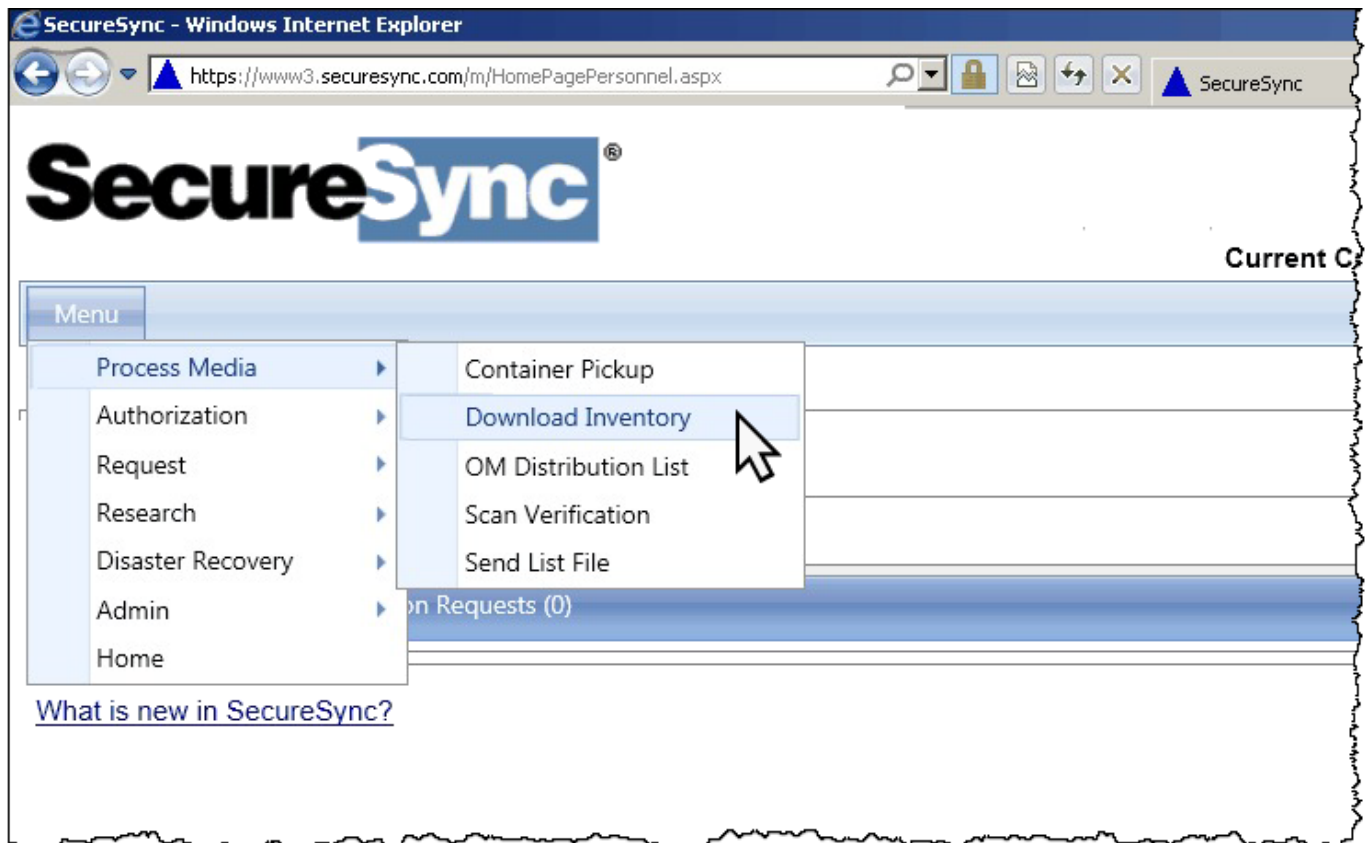 SecureSync - Windows Internet Explorer
https://www3.securesync.com/m/HomePagePersonnel.aspx
SecureSync
SecureSync®
Current
Menu
Process Media
Container Pickup
Authorization
Download Inventory
Request
OM Distribution List
Research
Scan Verification
Disaster Recovery
Send List File
Admin
on Requests (0)
Home
What is new in SecureSync?